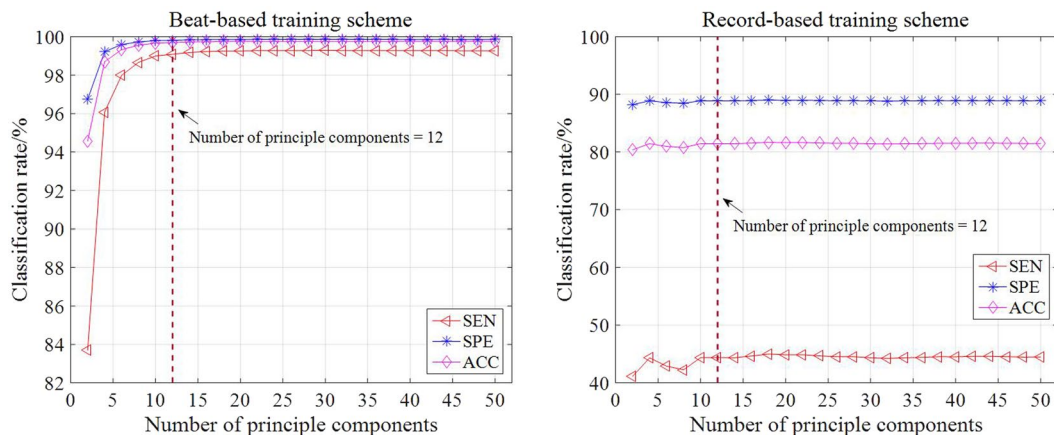 Beat-based training scheme
Classification rate/%
100
98
96
94
92
99
88
86
84
82
Number of principle components = 12
SEN
SPE
ACC
0 5 10 15 20 25 30 35 40 45 50
Number of principle components
Record-based training scheme
Classification rate/%
100
90
80
70
60
50
40
Number of principle components = 12
SEN
SPE
ACC
0 5 10 15 20 25 30 35 40 45 50
Number of principle components